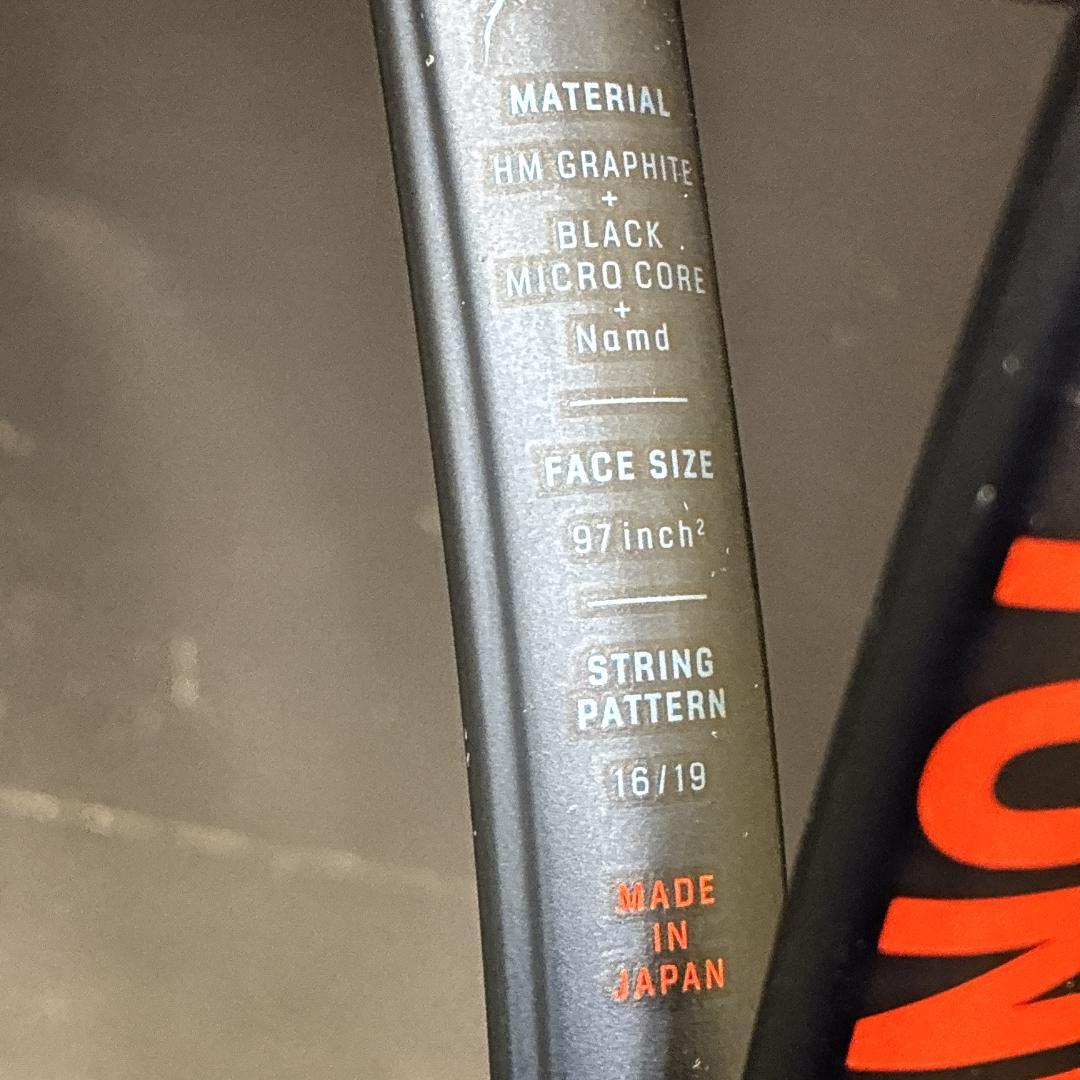 MATERIAL
HM GRAPHITE
+
BLACK
MICRO CORE
+
Namd
FACE SIZE
97 inch²
STRING
PATTERN
16/19
MADE
IN
JAPAN